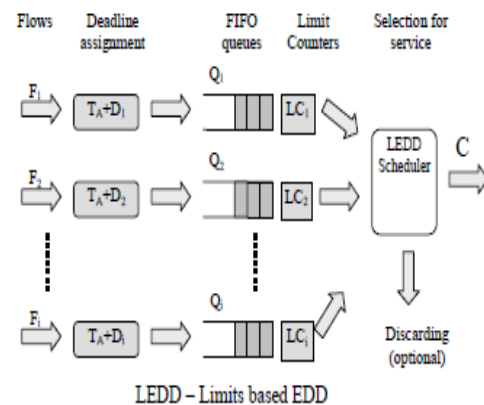 Flows Deadline assignment FIFO queues Limit Counters Selection for service
F1 TA+D1 Q1 LC1
LEDD Scheduler C
F2 TA+D2 Q2 LC2
Fi TA+Di Qi LCi
Discarding (optional)
LEDD – Limits based EDD